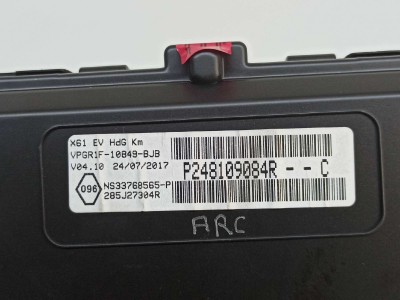 X61 EV HdG Km
VPGR1F-10849-BJB
V04.10 24/07/2017
P248109084R -- C
096
NS33768565-P
285J27304R
ARC